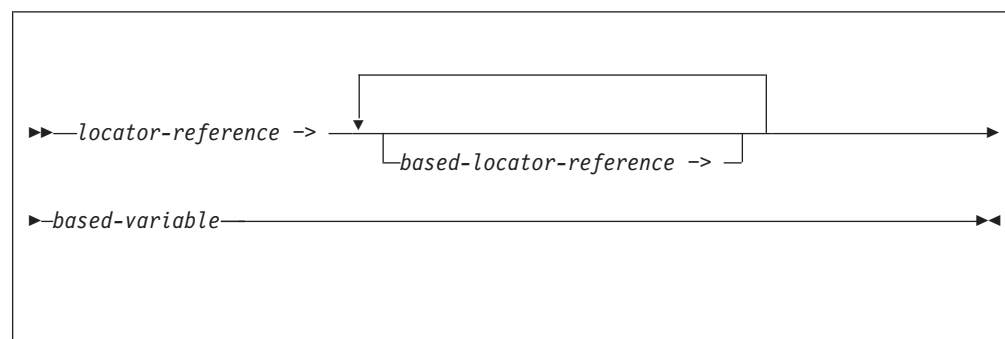 locator-reference −>
based-locator-reference −>
based-variable